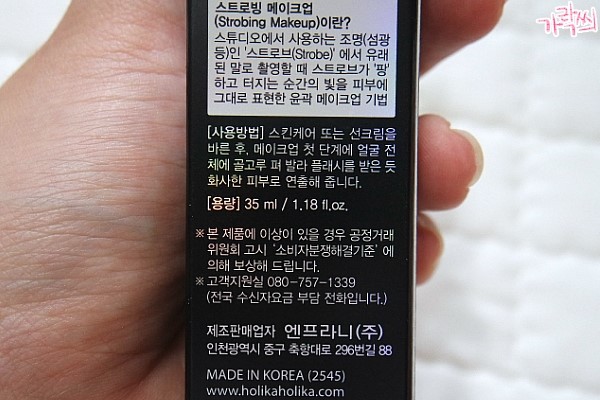 가락씨
스트로빙 메이크업
(Strobing Makeup)이란?
스튜디오에서 사용하는 조명(섬광
등)인 '스트로브(Strobe)' 에서 유래
된 말로 촬영할 때 스트로브가 '팡'
하고 터지는 순간의 빛을 피부에
그대로 표현한 윤곽 메이크업 기법
[사용방법] 스킨케어 또는 선크림을
바른 후, 메이크업 첫 단계에 얼굴 전
체에 골고루 펴 발라 플래시를 받은 듯
화사한 피부로 연출해 줍니다.
[용량] 35 ml / 1.18 fl.oz.
※ 본 제품에 이상이 있을 경우 공정거래
위원회 고시 '소비자분쟁해결기준' 에
의해 보상해 드립니다.
※ 고객지원실 080-757-1339
(전국 수신자요금 부담 전화입니다.)
제조판매업자 엔프라니(주)
인천광역시 중구 축항대로 296번길 88
MADE IN KOREA (2545)
www.holikaholika.com